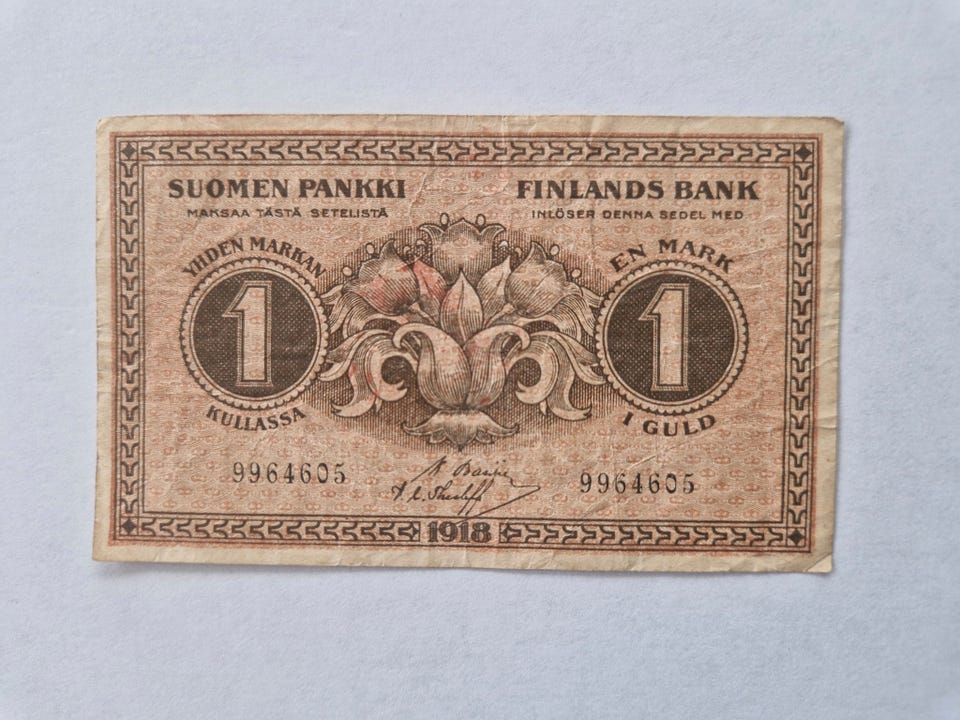 SUOMEN PANKKI
MAKSAA TÄSTÄ SETELISTÄ
YHDEN MARKAN
1
KULLASSA
9964605
FINLANDS BANK
INLÖSER DENNA SEDEL MED
EN MARK
1
I GULD
9964605
1918